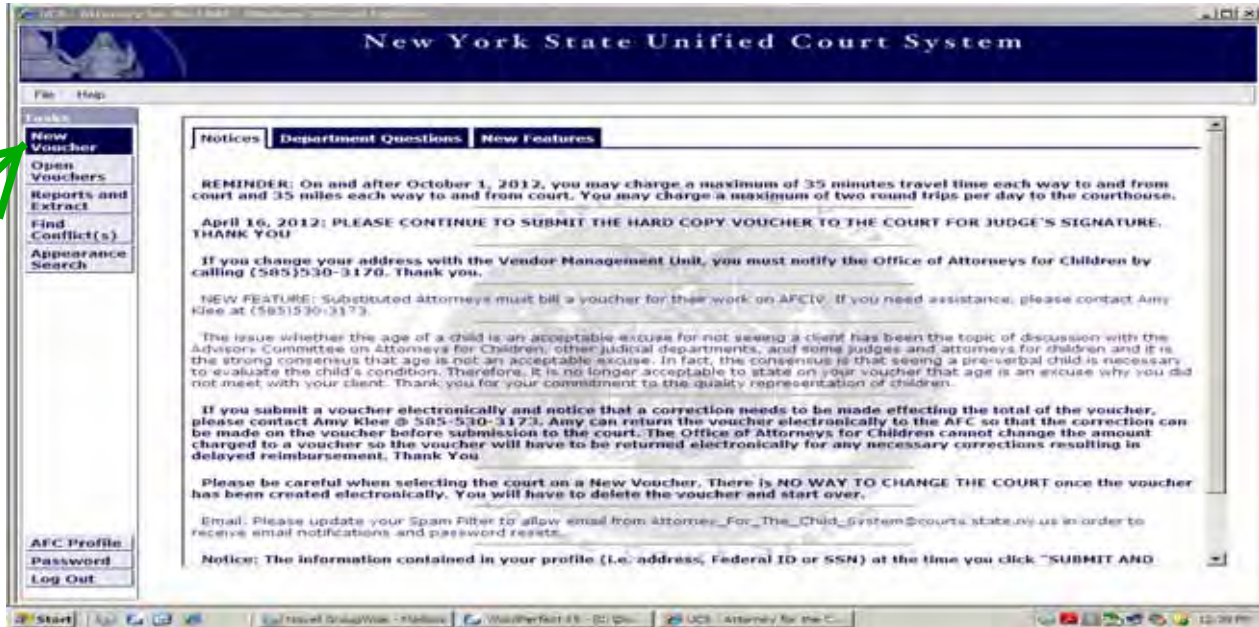 New York State Unified Court System
File Help
Tasks
New
Voucher
Open
Vouchers
Reports and
Extract
Find
Conflict(s)
Appearance
Search
AFC Profile
Password
Log Out
Notices Department Questions New Features
REMINDER: On and after October 1, 2012, you may charge a maximum of 35 minutes travel time each way to and from
court and 35 miles each way to and from court. You may charge a maximum of two round trips per day to the courthouse.
April 16, 2012: PLEASE CONTINUE TO SUBMIT THE HARD COPY VOUCHER TO THE COURT FOR JUDGE'S SIGNATURE.
THANK YOU
If you change your address with the Vendor Management Unit, you must notify the Office of Attorneys for Children by
calling (585)530-3170. Thank you.
NEW FEATURE: Substituted Attorneys must bill a voucher for their work on AFCIV. If you need assistance, please contact Amy
Klee at (585)530-3173.
The issue whether the age of a child is an acceptable excuse for not seeing a client has been the topic of discussion with the
Advisory Committee on Attorneys for Children, other judicial departments, and some judges and attorneys for children and it is
the strong consensus that age is not an acceptable excuse. In fact, the consensus is that seeing a pre-verbal child is necessary
to evaluate the child's condition. Therefore, it is no longer acceptable to state on your voucher that age is an excuse why you did
not meet with your client. Thank you for your commitment to the quality representation of children.
If you submit a voucher electronically and notice that a correction needs to be made effecting the total of the voucher,
please contact Amy Klee @ 585-530-3173. Amy can return the voucher electronically to the AFC so that the correction can
be made on the voucher before submission to the court. The Office of Attorneys for Children cannot change the amount
charged to a voucher so the voucher will have to be returned electronically for any necessary corrections resulting in
delayed reimbursement. Thank You
Please be careful when selecting the court on a New Voucher. There is NO WAY TO CHANGE THE COURT once the voucher
has been created electronically. You will have to delete the voucher and start over.
Email: Please update your Spam Filter to allow email from Attorney_For_The_Child_System@courts.state.ny.us in order to
receive email notifications and password resets.
Notice: The information contained in your profile (i.e. address, Federal ID or SSN) at the time you click "SUBMIT AND
Start Novell GroupWise - Mailbox WordPerfect UCS - Attorney for the C... PM